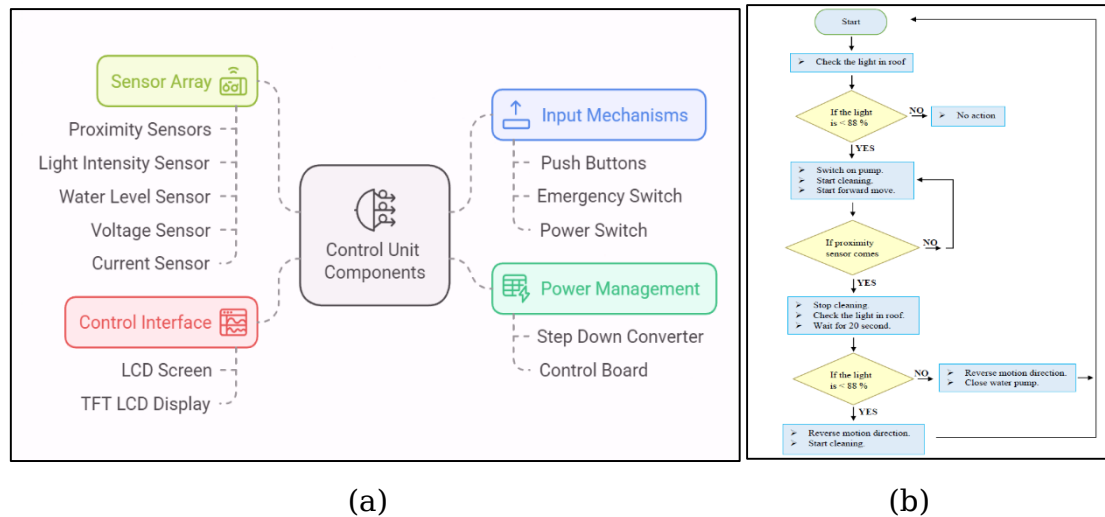 Sensor Array
Proximity Sensors
Light Intensity Sensor
Water Level Sensor
Voltage Sensor
Current Sensor
Control Interface
LCD Screen
TFT LCD Display
Control Unit
Components
Input Mechanisms
Push Buttons
Emergency Switch
Power Switch
Power Management
Step Down Converter
Control Board
(a)
Start
➢ Check the light in roof
If the light
is < 88 %
NO
➢ No action
YES
➢ Switch on pump.
➢ Start cleaning.
➢ Start forward move.
If proximity
sensor comes
NO
YES
➢ Stop cleaning.
➢ Check the light in roof.
➢ Wait for 20 second.
If the light
is < 88 %
NO
➢ Reverse motion direction.
➢ Close water pump.
YES
➢ Reverse motion direction.
➢ Start cleaning.
(b)